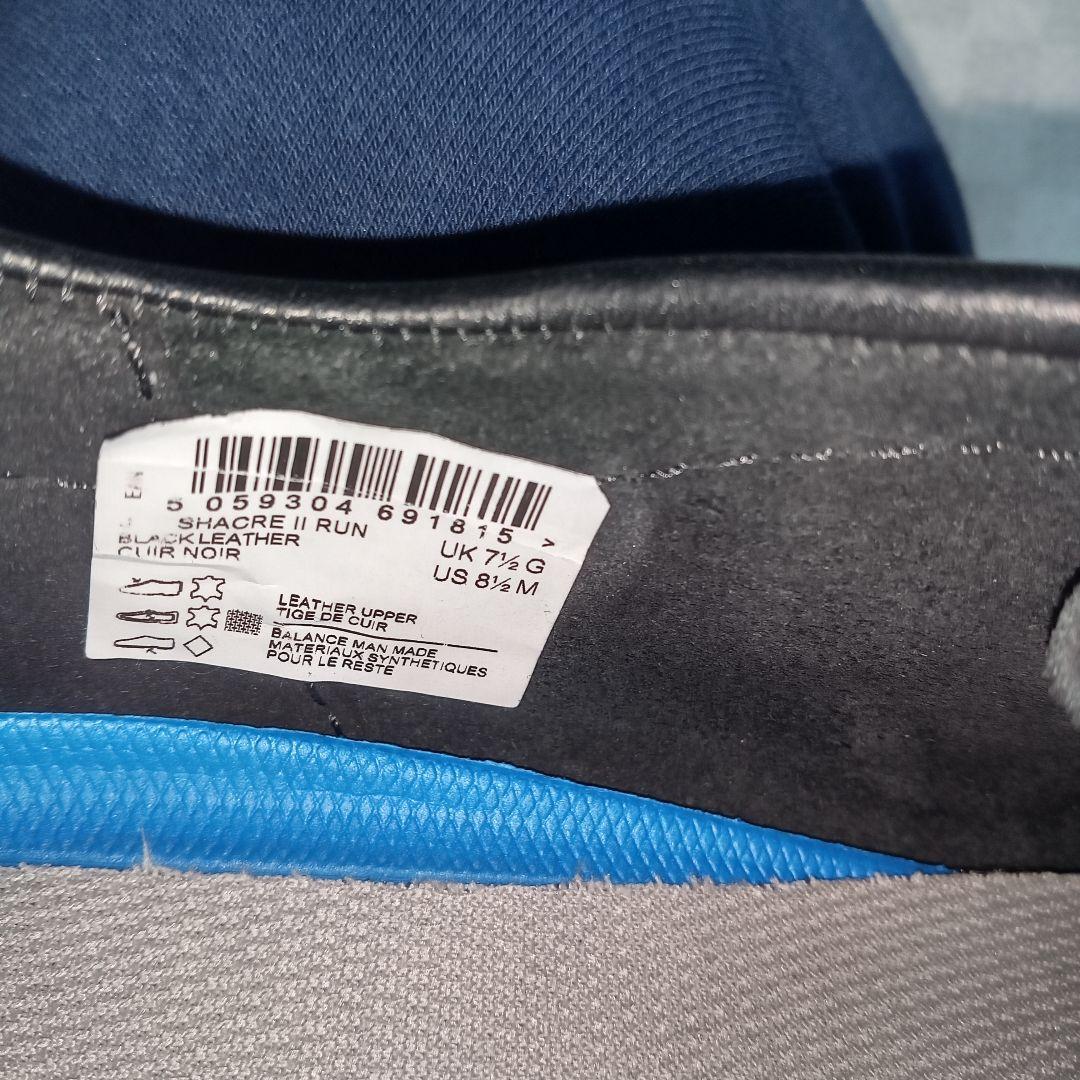 EAN
5 059304 691815 >
SHACRE II RUN
BLACK LEATHER
CUIR NOIR
UK 7½ G
US 8½ M
LEATHER UPPER
TIGE DE CUIR
BALANCE MAN MADE
MATERIAUX SYNTHETIQUES
POUR LE RESTE